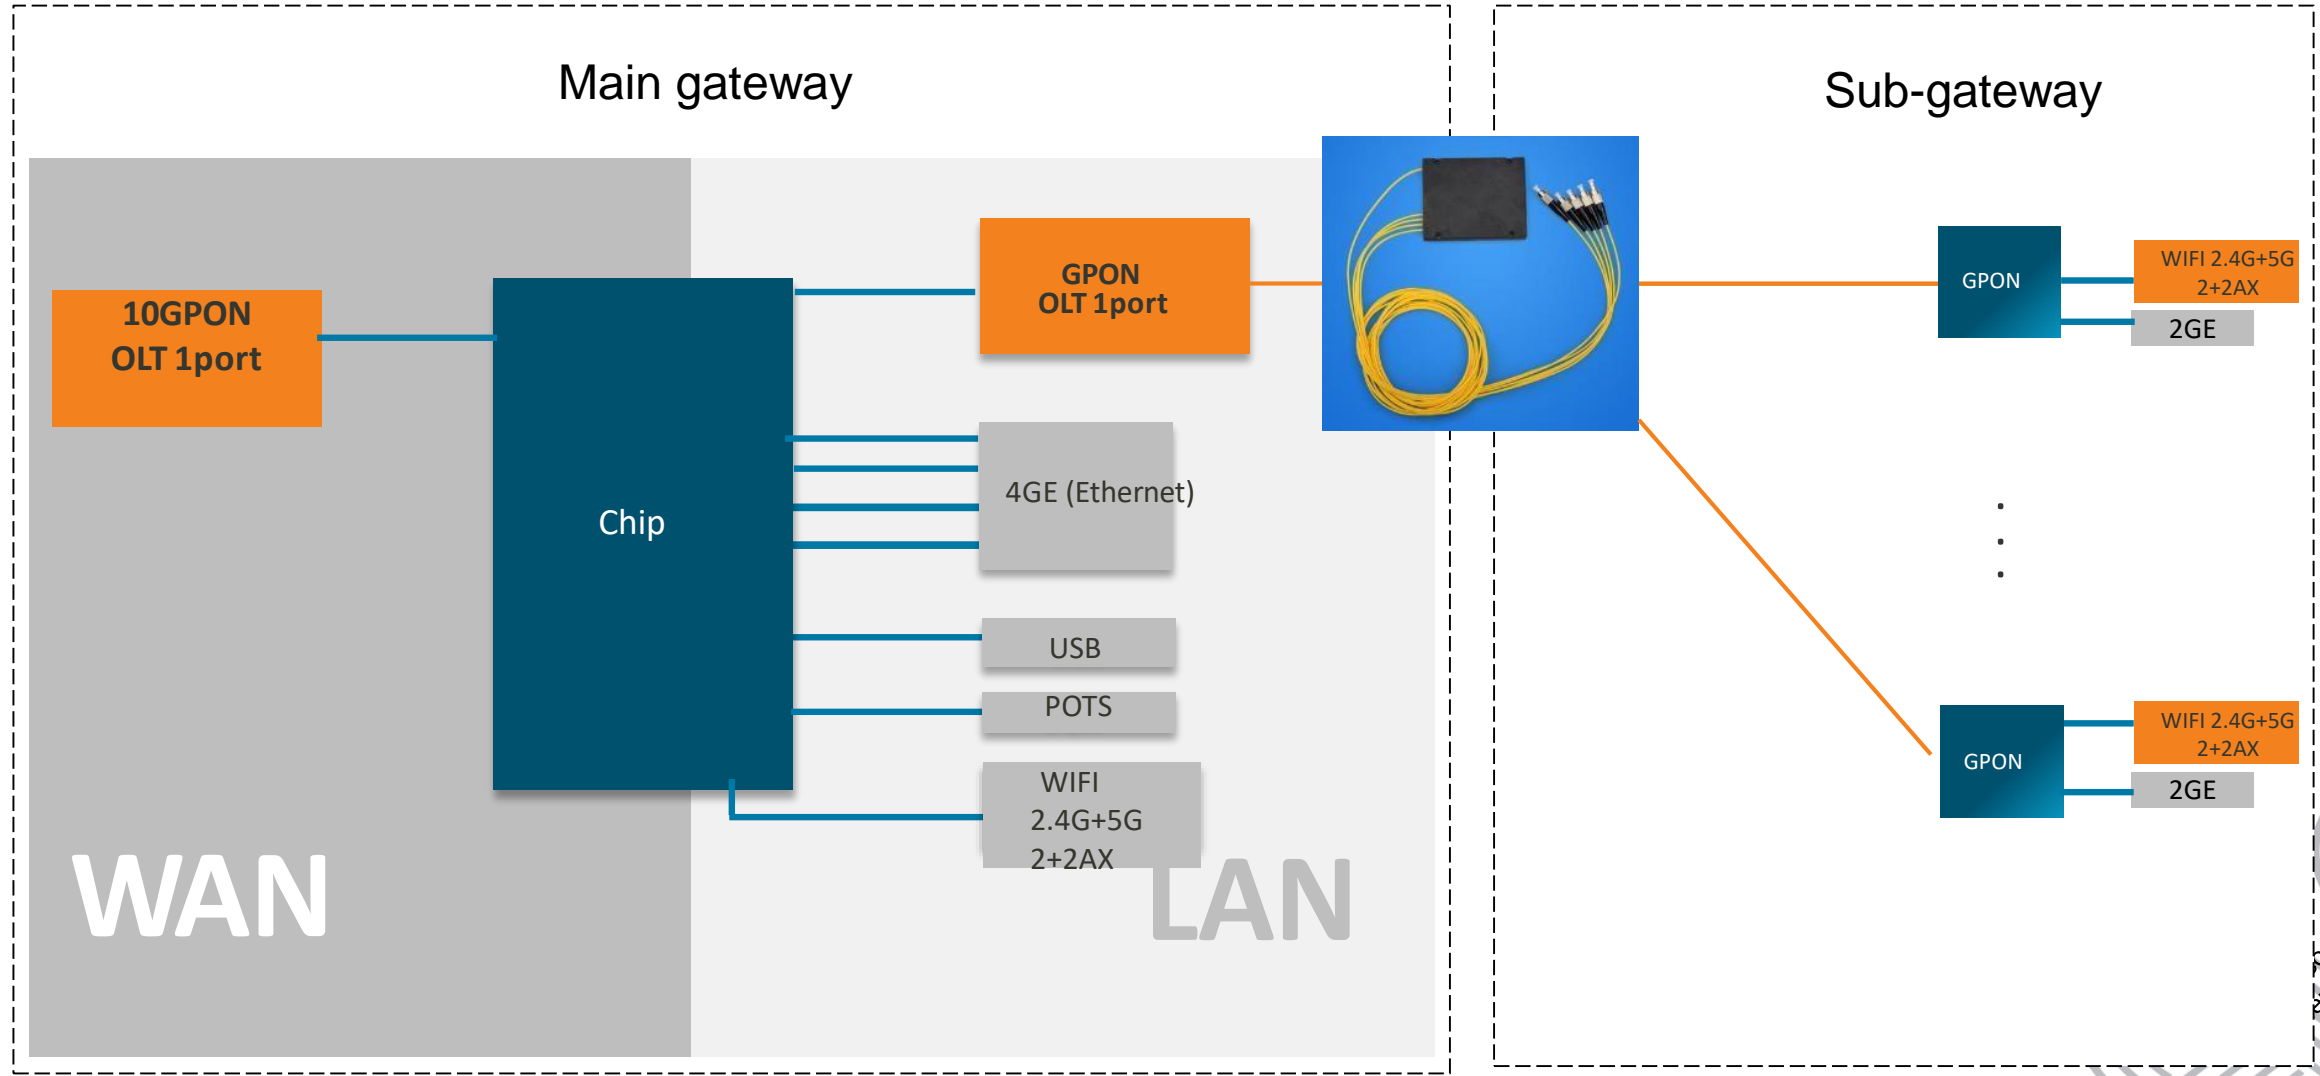 Main gateway
Sub-gateway
10GPON
OLT 1port
Chip
GPON
OLT 1port
4GE (Ethernet)
USB
POTS
WIFI
2.4G+5G
2+2AX
WAN
LAN
GPON
WIFI 2.4G+5G
2+2AX
2GE
GPON
WIFI 2.4G+5G
2+2AX
2GE